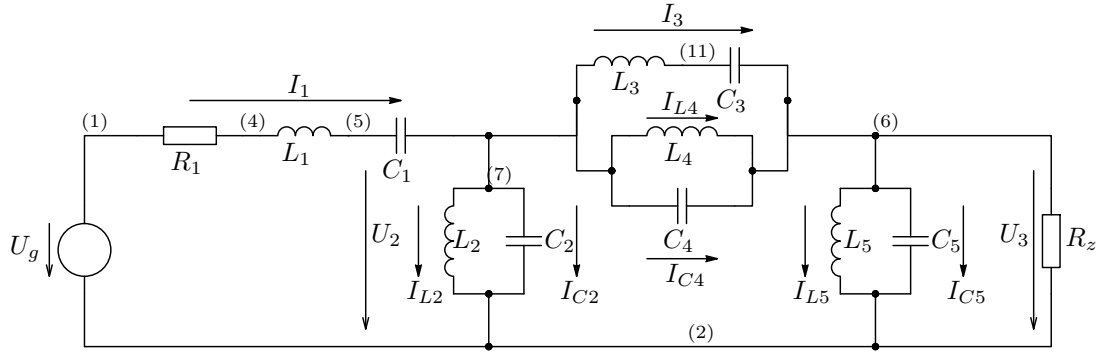 I3
(11)
L3
C3
I1
IL4
(1)
(4)
(5)
(6)
R1
L1
C1
L4
(7)
Ug
U2
L2
C2
C4
L5
C5
U3
Rz
IL2
IC2
IC4
IL5
IC5
(2)